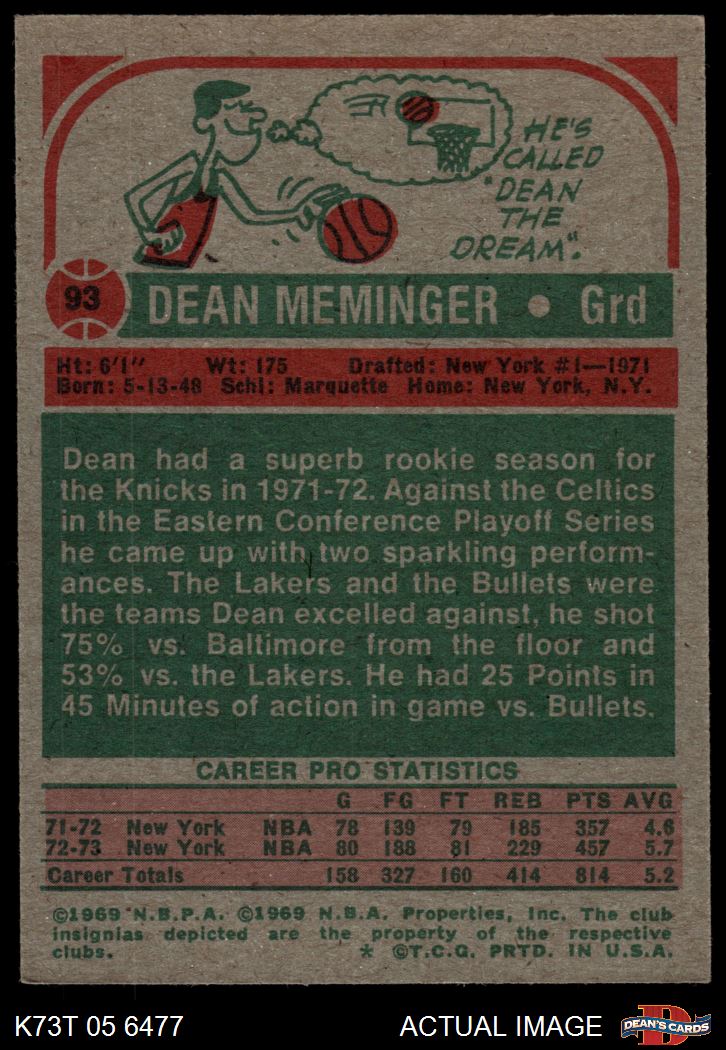 HE'S
CALLED
"DEAN
THE
DREAM".
93
DEAN MEMINGER • Grd
Ht: 6'1" Wt: 175 Drafted: New York #1—1971
Born: 5-13-48 Schl: Marquette Home: New York, N.Y.
Dean had a superb rookie season for
the Knicks in 1971-72. Against the Celtics
in the Eastern Conference Playoff Series
he came up with two sparkling perform-
ances. The Lakers and the Bullets were
the teams Dean excelled against, he shot
75% vs. Baltimore from the floor and
53% vs. the Lakers. He had 25 Points in
45 Minutes of action in game vs. Bullets.
CAREER PRO STATISTICS
G FG FT REB PTS AVG
71-72 New York NBA 78 139 79 185 357 4.6
72-73 New York NBA 80 188 81 229 457 5.7
Career Totals 158 327 160 414 814 5.2
©1969 N.B.P.A. ©1969 N.B.A. Properties, Inc. The club
insignias depicted are the property of the respective
clubs. * ©T.C.G. PRTD. IN U.S.A.
K73T 05 6477 ACTUAL IMAGE
D
DEAN'S CARDS